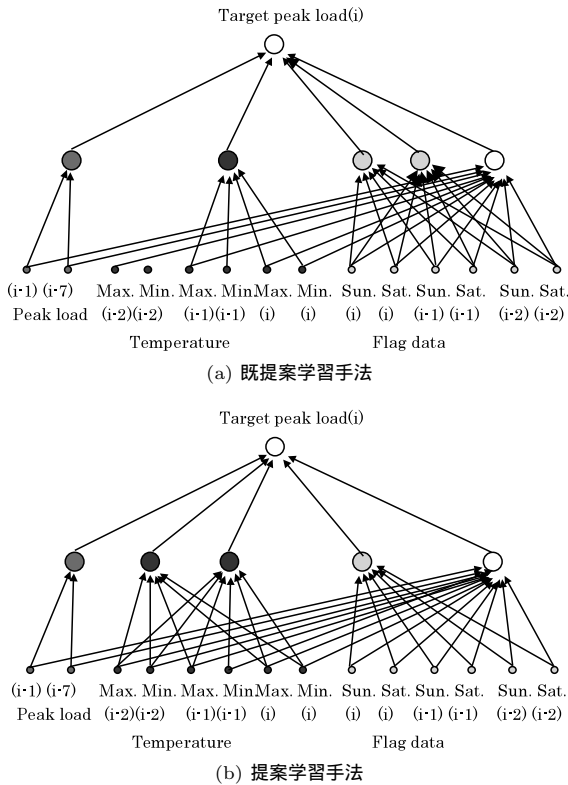 Target peak load(i)
(i-1) (i-7) Max. Min. Max. Min. Max. Min. Sun. Sat. Sun. Sat. Sun. Sat.
Peak load (i-2)(i-2) (i-1)(i-1) (i) (i) (i) (i) (i-1) (i-1) (i-2) (i-2)
Temperature Flag data
(a) 既提案学習手法
Target peak load(i)
(i-1) (i-7) Max. Min. Max. Min. Max. Min. Sun. Sat. Sun. Sat. Sun. Sat.
Peak load (i-2)(i-2) (i-1)(i-1) (i) (i) (i) (i) (i-1) (i-1) (i-2) (i-2)
Temperature Flag data
(b) 提案学習手法